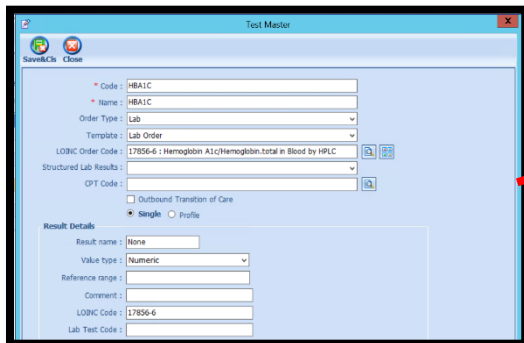 Test Master
X
Save&Cls Close
* Code : HBA1C
* Name : HBA1C
Order Type : Lab
Template : Lab Order
LOINC Order Code : 17856-6 : Hemoglobin A1c/Hemoglobin.total in Blood by HPLC
Structured Lab Results :
CPT Code :
Outbound Transition of Care
Single Profile
Result Details
Result name : None
Value type : Numeric
Reference range :
Comment :
LOINC Code : 17856-6
Lab Test Code :